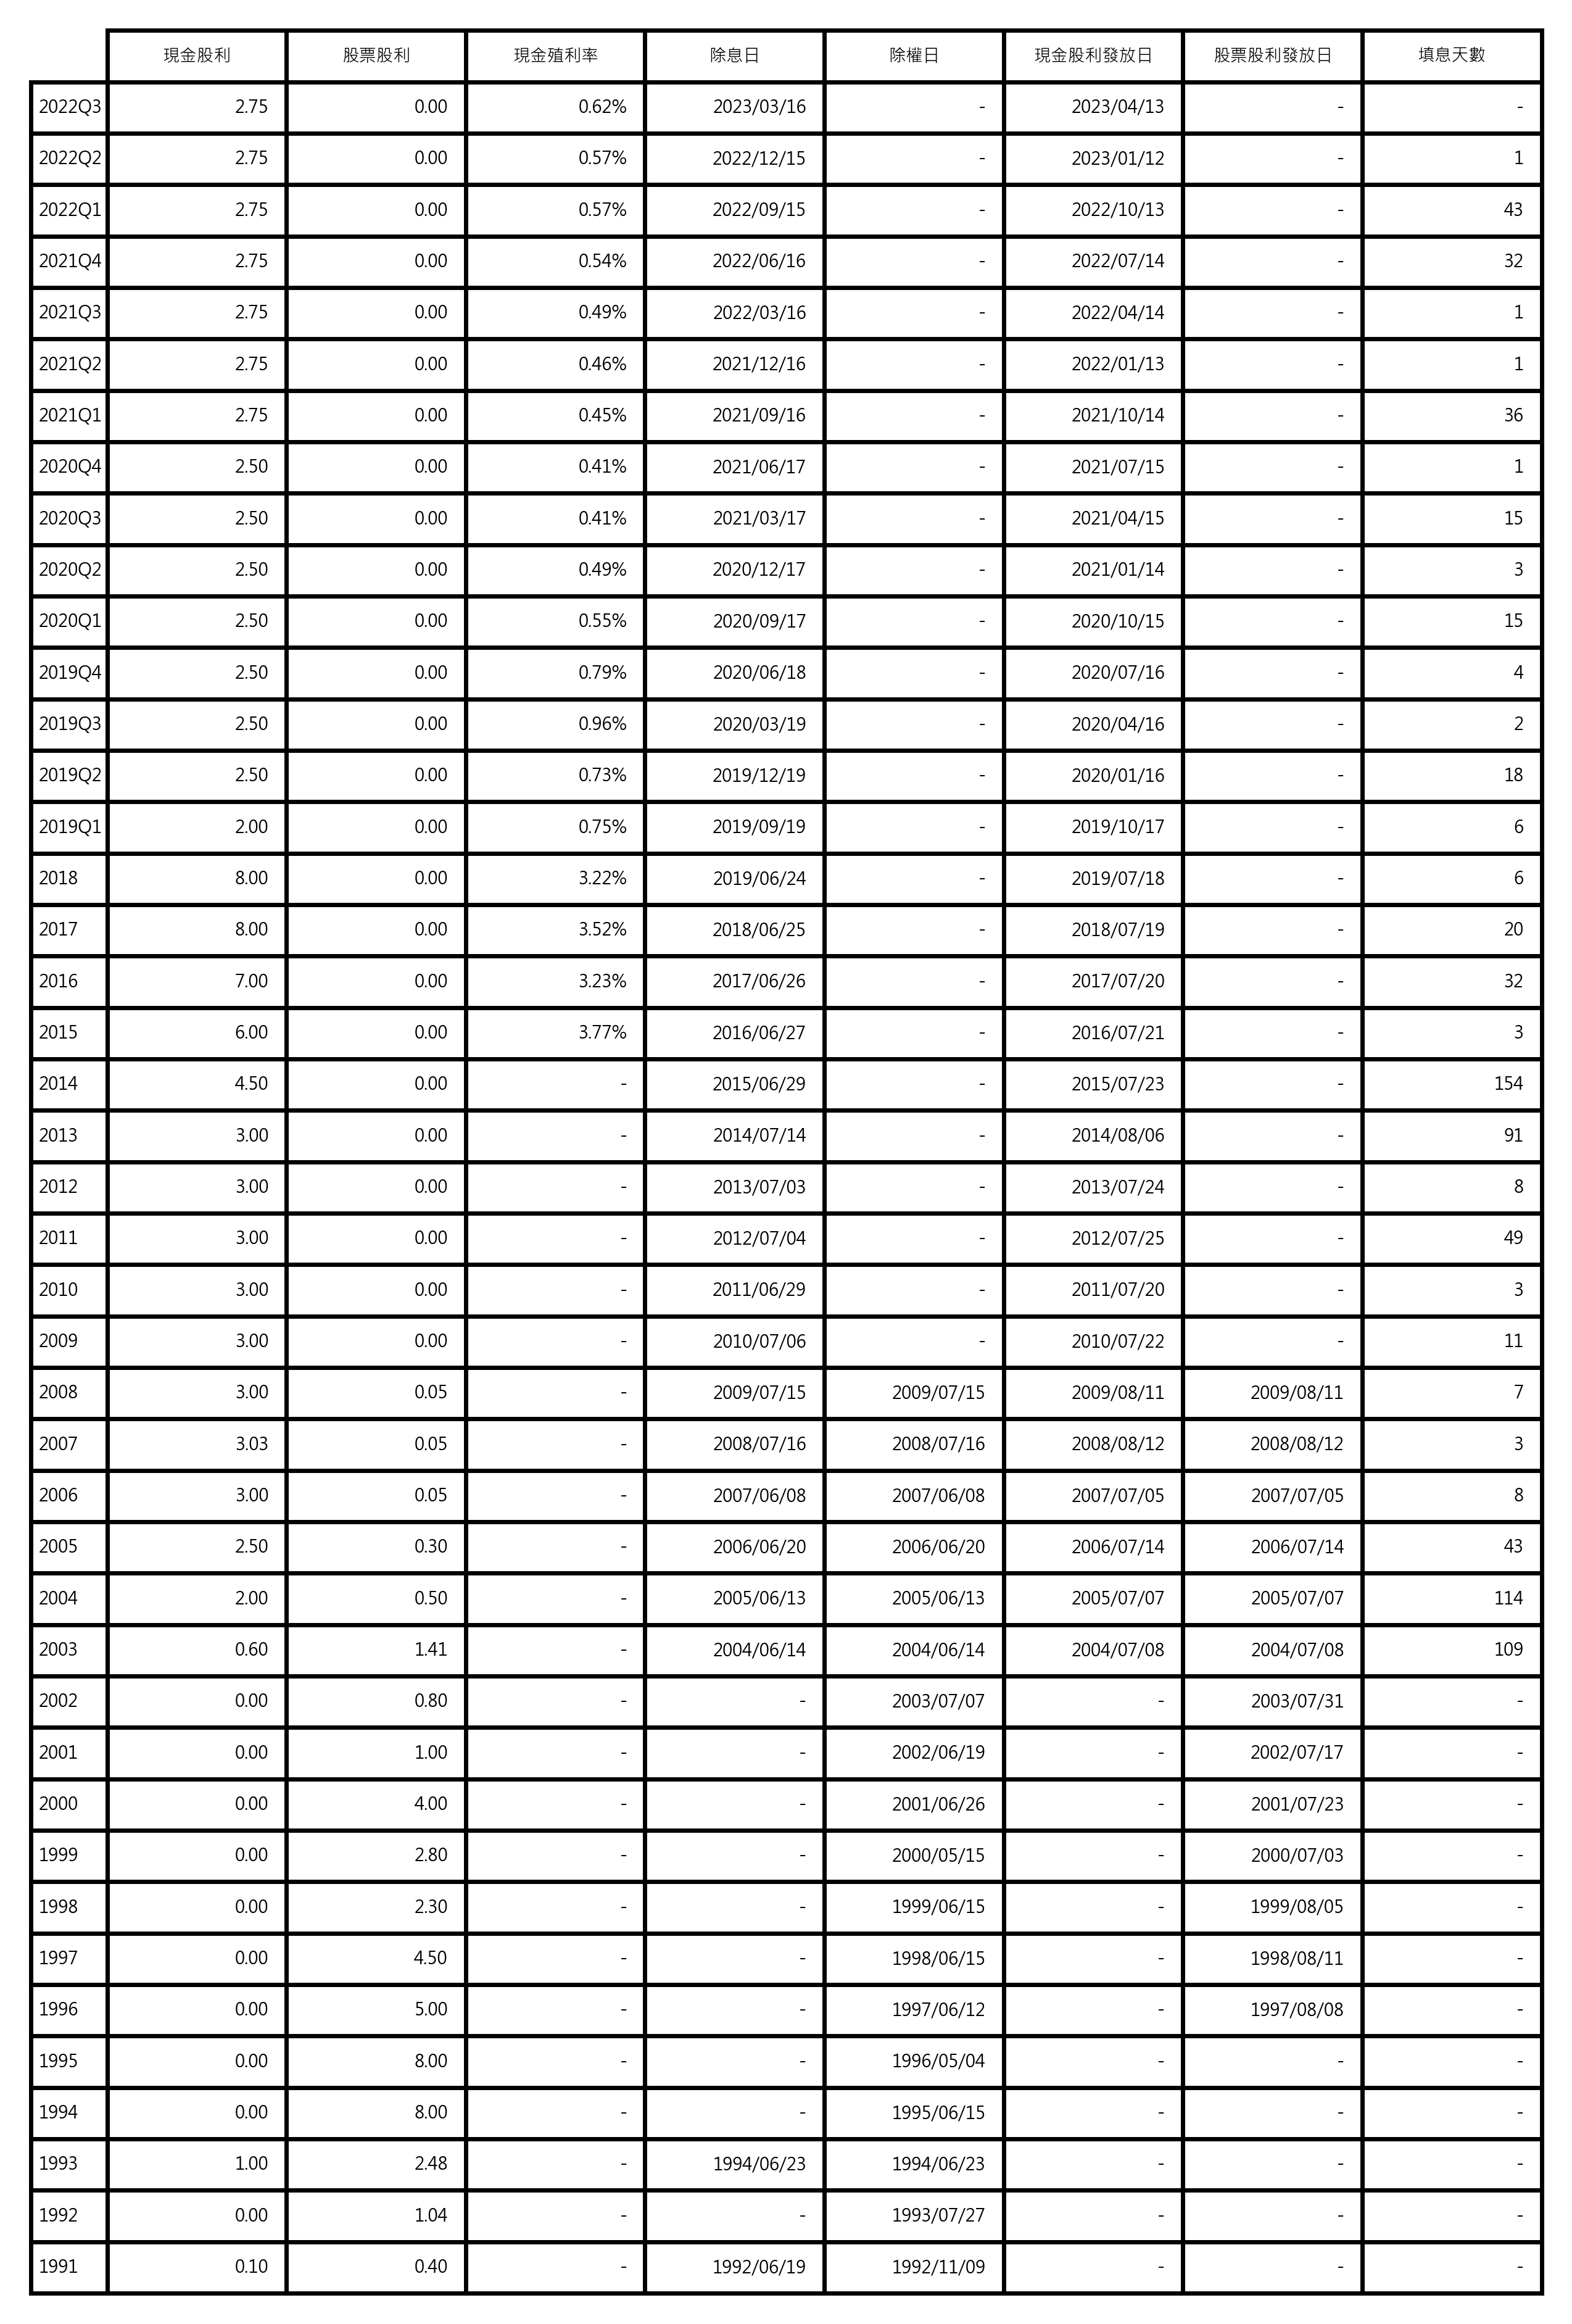 現金股利 股票股利 現金殖利率 除息日 除權日 現金股利發放日 股票股利發放日 填息天數
2022Q3 2.75 0.00 0.62% 2023/03/16 - 2023/04/13 - -
2022Q2 2.75 0.00 0.57% 2022/12/15 - 2023/01/12 - 1
2022Q1 2.75 0.00 0.57% 2022/09/15 - 2022/10/13 - 43
2021Q4 2.75 0.00 0.54% 2022/06/16 - 2022/07/14 - 32
2021Q3 2.75 0.00 0.49% 2022/03/16 - 2022/04/14 - 1
2021Q2 2.75 0.00 0.46% 2021/12/16 - 2022/01/13 - 1
2021Q1 2.75 0.00 0.45% 2021/09/16 - 2021/10/14 - 36
2020Q4 2.50 0.00 0.41% 2021/06/17 - 2021/07/15 - 1
2020Q3 2.50 0.00 0.41% 2021/03/17 - 2021/04/15 - 15
2020Q2 2.50 0.00 0.49% 2020/12/17 - 2021/01/14 - 3
2020Q1 2.50 0.00 0.55% 2020/09/17 - 2020/10/15 - 15
2019Q4 2.50 0.00 0.79% 2020/06/18 - 2020/07/16 - 4
2019Q3 2.50 0.00 0.96% 2020/03/19 - 2020/04/16 - 2
2019Q2 2.50 0.00 0.73% 2019/12/19 - 2020/01/16 - 18
2019Q1 2.00 0.00 0.75% 2019/09/19 - 2019/10/17 - 6
2018 8.00 0.00 3.22% 2019/06/24 - 2019/07/18 - 6
2017 8.00 0.00 3.52% 2018/06/25 - 2018/07/19 - 20
2016 7.00 0.00 3.23% 2017/06/26 - 2017/07/20 - 32
2015 6.00 0.00 3.77% 2016/06/27 - 2016/07/21 - 3
2014 4.50 0.00 - 2015/06/29 - 2015/07/23 - 154
2013 3.00 0.00 - 2014/07/14 - 2014/08/06 - 91
2012 3.00 0.00 - 2013/07/03 - 2013/07/24 - 8
2011 3.00 0.00 - 2012/07/04 - 2012/07/25 - 49
2010 3.00 0.00 - 2011/06/29 - 2011/07/20 - 3
2009 3.00 0.00 - 2010/07/06 - 2010/07/22 - 11
2008 3.00 0.05 - 2009/07/15 2009/07/15 2009/08/11 2009/08/11 7
2007 3.03 0.05 - 2008/07/16 2008/07/16 2008/08/12 2008/08/12 3
2006 3.00 0.05 - 2007/06/08 2007/06/08 2007/07/05 2007/07/05 8
2005 2.50 0.30 - 2006/06/20 2006/06/20 2006/07/14 2006/07/14 43
2004 2.00 0.50 - 2005/06/13 2005/06/13 2005/07/07 2005/07/07 114
2003 0.60 1.41 - 2004/06/14 2004/06/14 2004/07/08 2004/07/08 109
2002 0.00 0.80 - - 2003/07/07 - 2003/07/31 -
2001 0.00 1.00 - - 2002/06/19 - 2002/07/17 -
2000 0.00 4.00 - - 2001/06/26 - 2001/07/23 -
1999 0.00 2.80 - - 2000/05/15 - 2000/07/03 -
1998 0.00 2.30 - - 1999/06/15 - 1999/08/05 -
1997 0.00 4.50 - - 1998/06/15 - 1998/08/11 -
1996 0.00 5.00 - - 1997/06/12 - 1997/08/08 -
1995 0.00 8.00 - - 1996/05/04 - - -
1994 0.00 8.00 - - 1995/06/15 - - -
1993 1.00 2.48 - 1994/06/23 1994/06/23 - - -
1992 0.00 1.04 - - 1993/07/27 - - -
1991 0.10 0.40 - 1992/06/19 1992/11/09 - - -